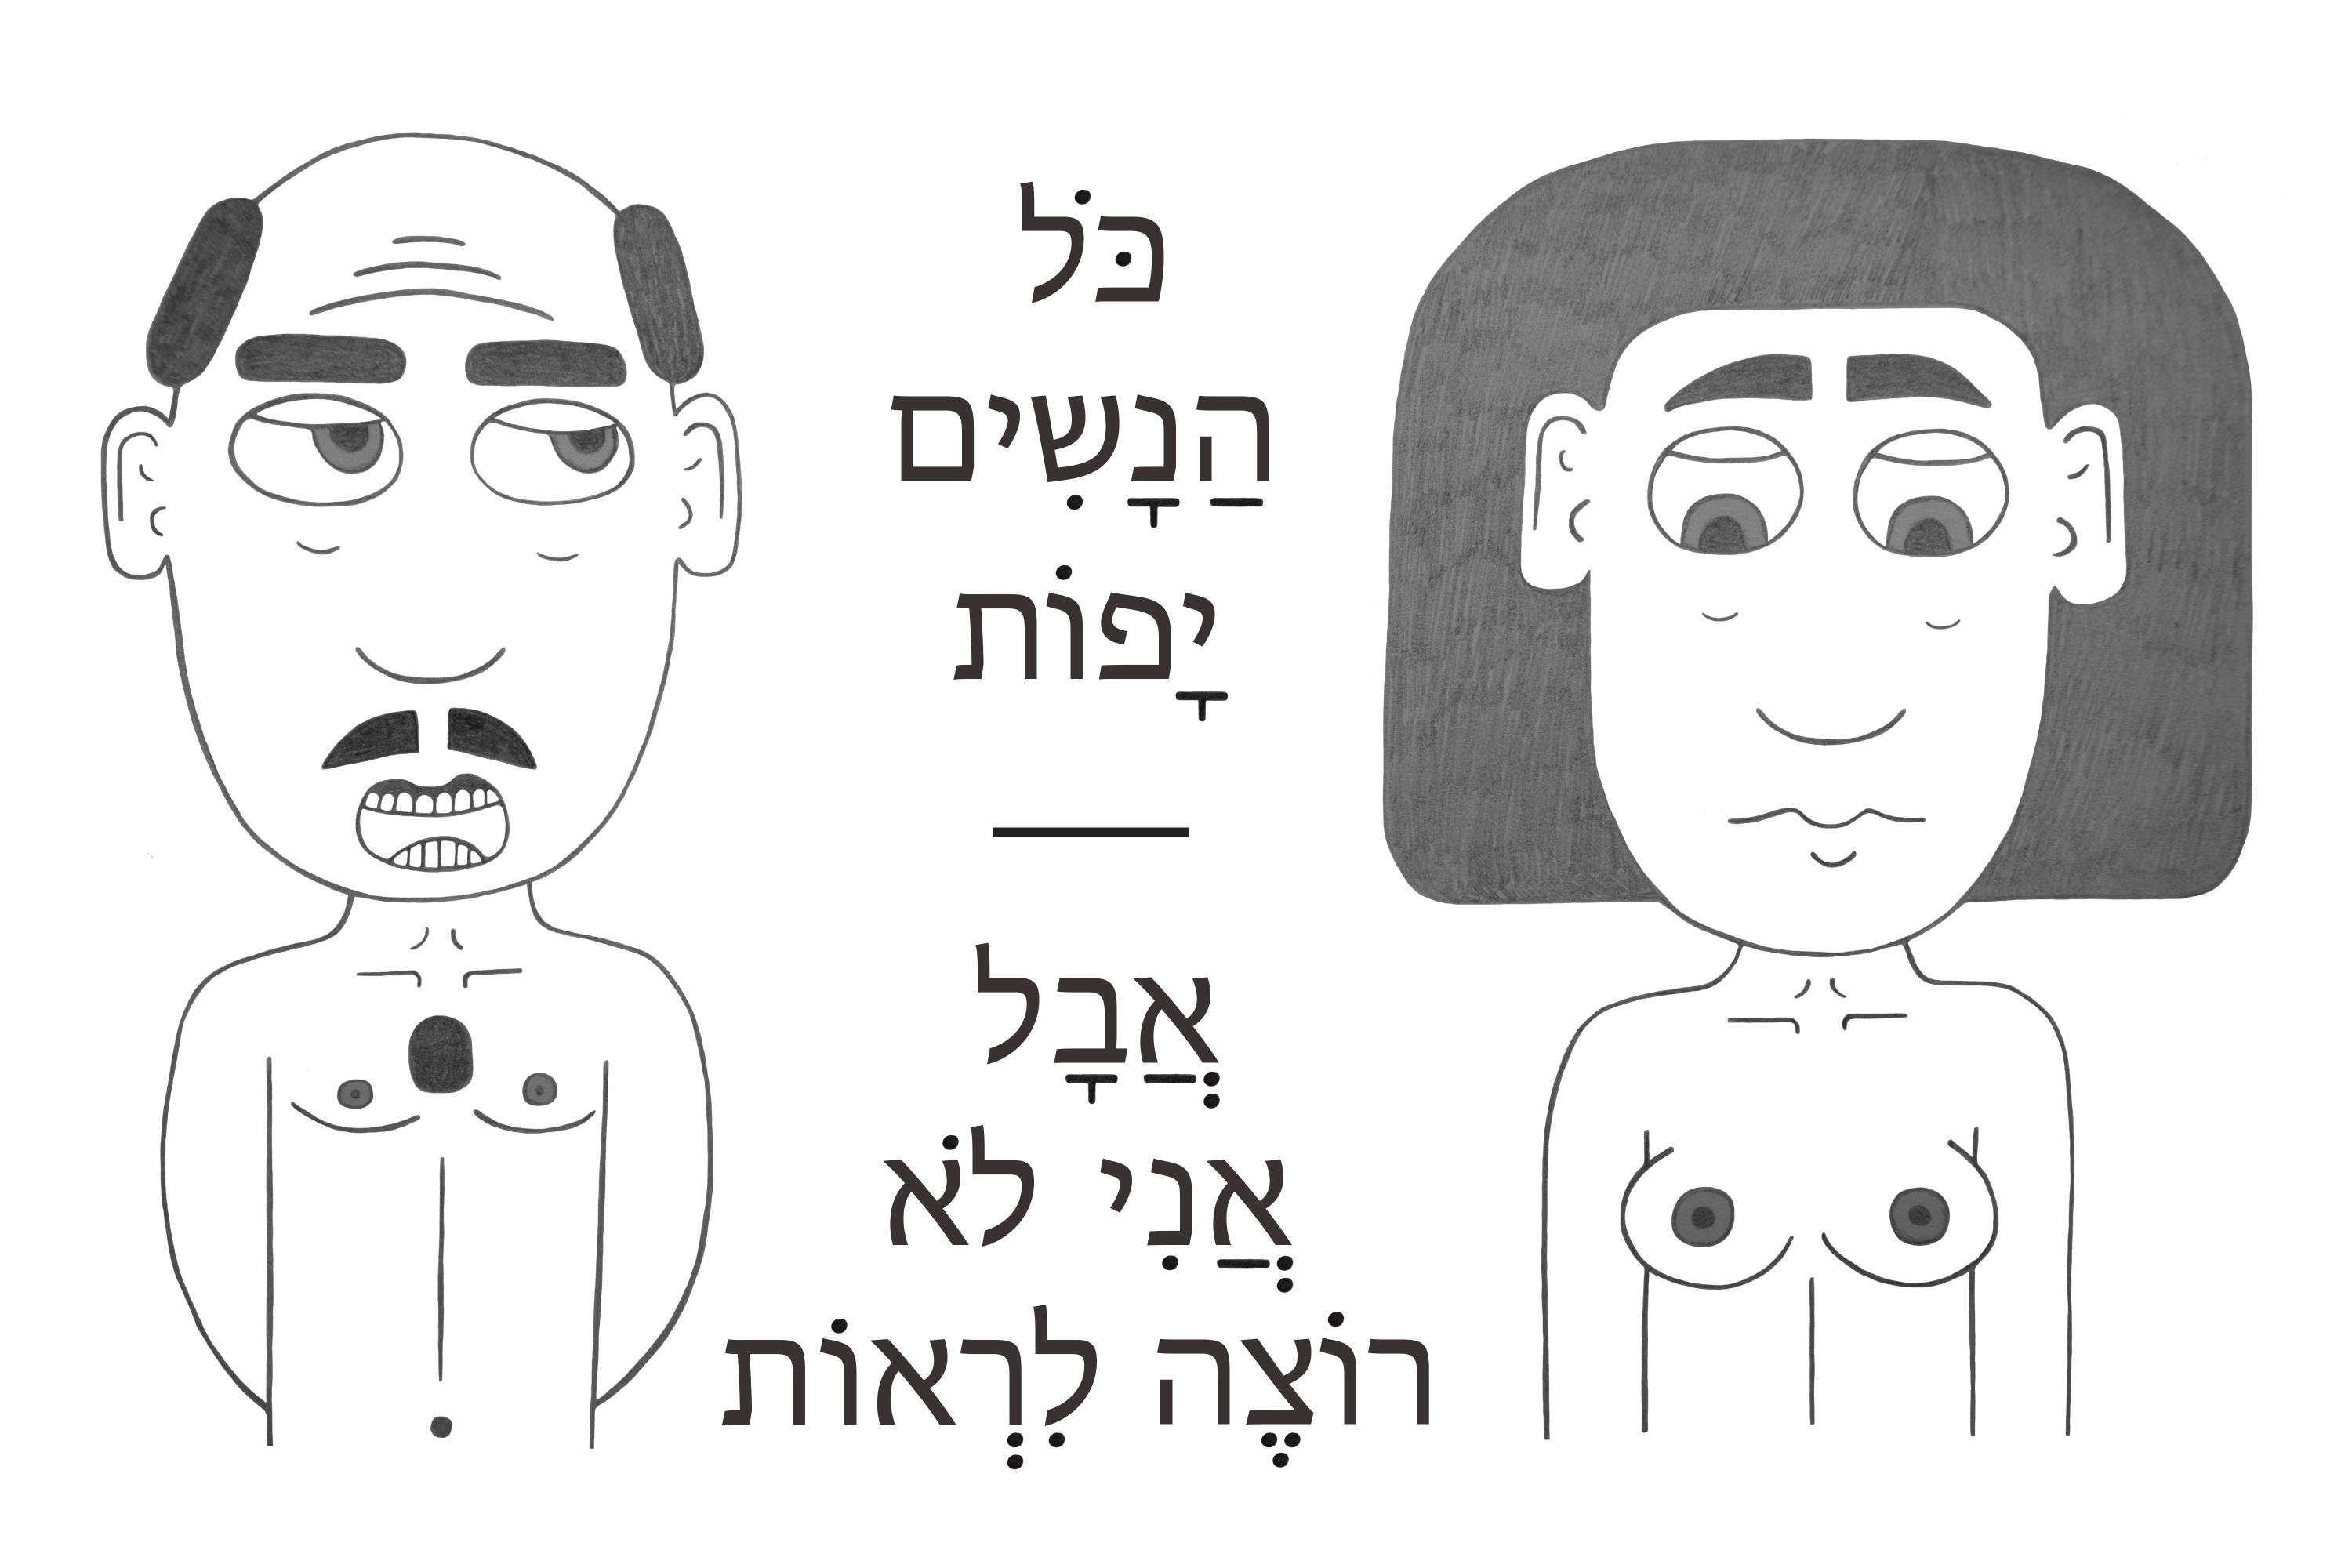 כֹּל
הַנָשִים
יָפוֹת
אֲבָל
אֲנִי לֹא
רוֹצֶה לִרְאוֹת